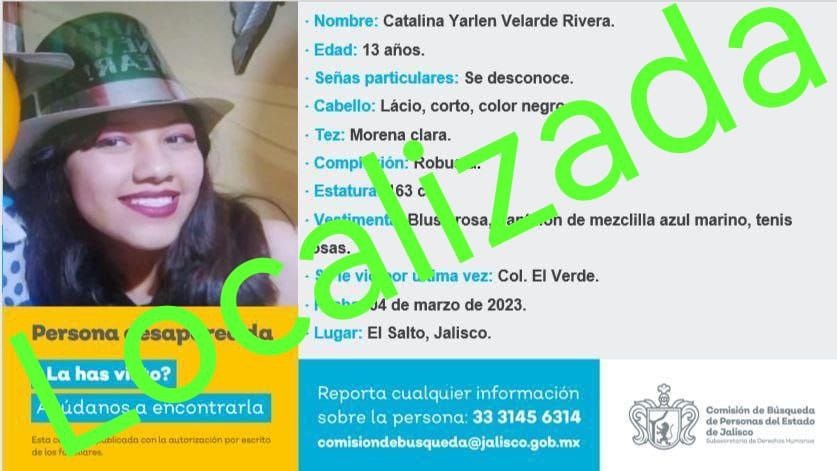 · Nombre: Catalina Yarlen Velarde Rivera.
· Edad: 13 años.
· Señas particulares: Se desconoce.
· Cabello: Lácio, corto, color negro
· Tez: Morena clara.
· Complexión: Robusta.
· Estatura: 163 c
· Vestimenta: Blusa rosa, pantalón de mezclilla azul marino, tenis
rosas.
· Se le vio por última vez: Col. El Verde.
· Fecha: 04 de marzo de 2023.
· Lugar: El Salto, Jalisco.
Localizada
Persona desaparecida
¿La has visto?
Ayúdanos a encontrarla
Esta publicada con la autorización por escrito
de los familiares.
Reporta cualquier información
sobre la persona: 33 3145 6314
comisiondebusqueda@jalisco.gob.mx
Comisión de Búsqueda
de Personas del Estado
de Jalisco
Subsecretaría de Derechos Humanos